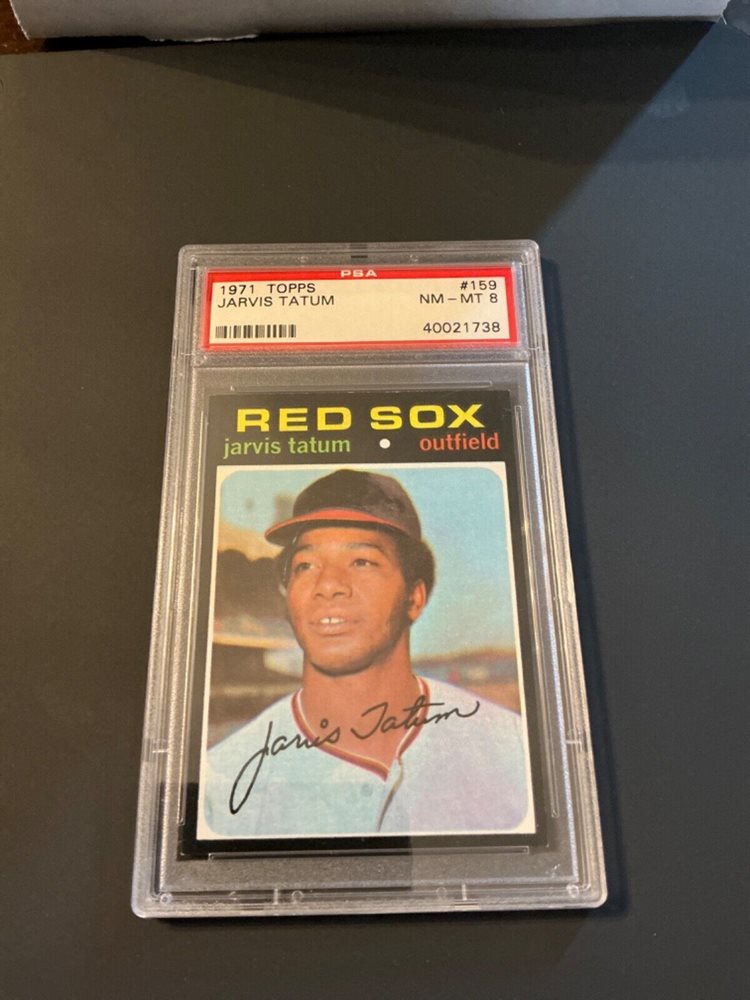 PSA
1971 TOPPS #159
JARVIS TATUM NM-MT 8
40021738
RED SOX
jarvis tatum • outfield
Jarvis Tatum